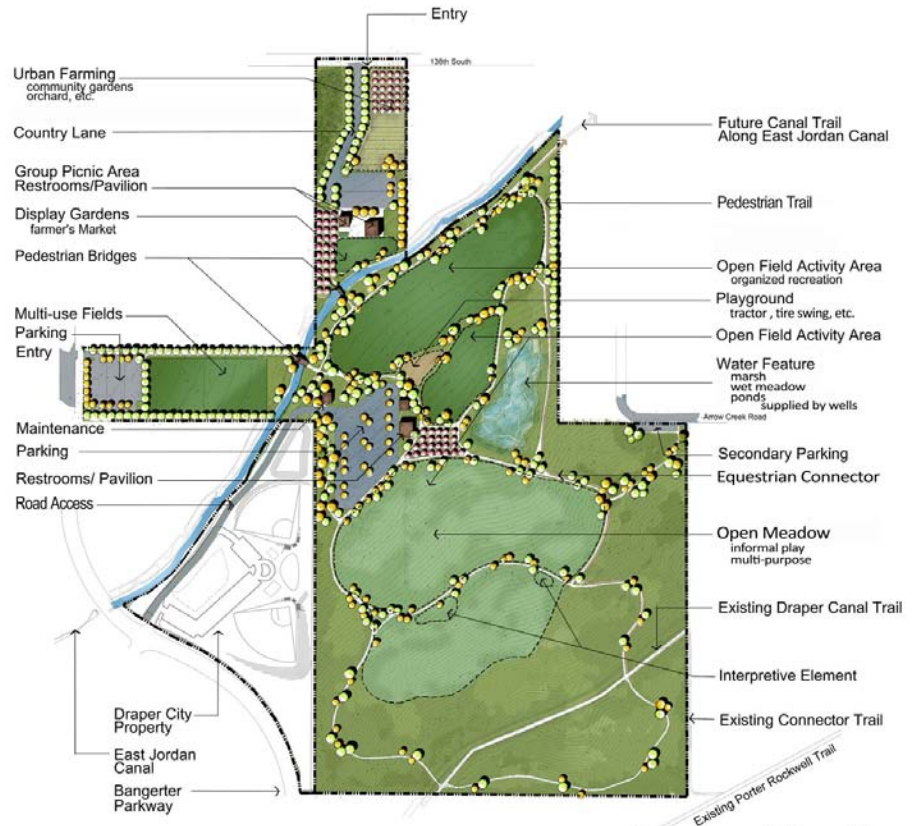 Entry
138th South
Urban Farming
community gardens
orchard, etc.
Country Lane
Group Picnic Area
Restrooms/Pavilion
Display Gardens
farmer's Market
Pedestrian Bridges
Multi-use Fields
Parking
Entry
Maintenance
Parking
Restrooms/ Pavilion
Road Access
Draper City
Property
East Jordan
Canal
Bangerter
Parkway
Future Canal Trail
Along East Jordan Canal
Pedestrian Trail
Open Field Activity Area
organized recreation
Playground
tractor , tire swing, etc.
Open Field Activity Area
Water Feature
marsh
wet meadow
ponds
supplied by wells
Arrow Creek Road
Secondary Parking
Equestrian Connector
Open Meadow
informal play
multi-purpose
Existing Draper Canal Trail
Interpretive Element
Existing Connector Trail
Existing Porter Rockwell Trail